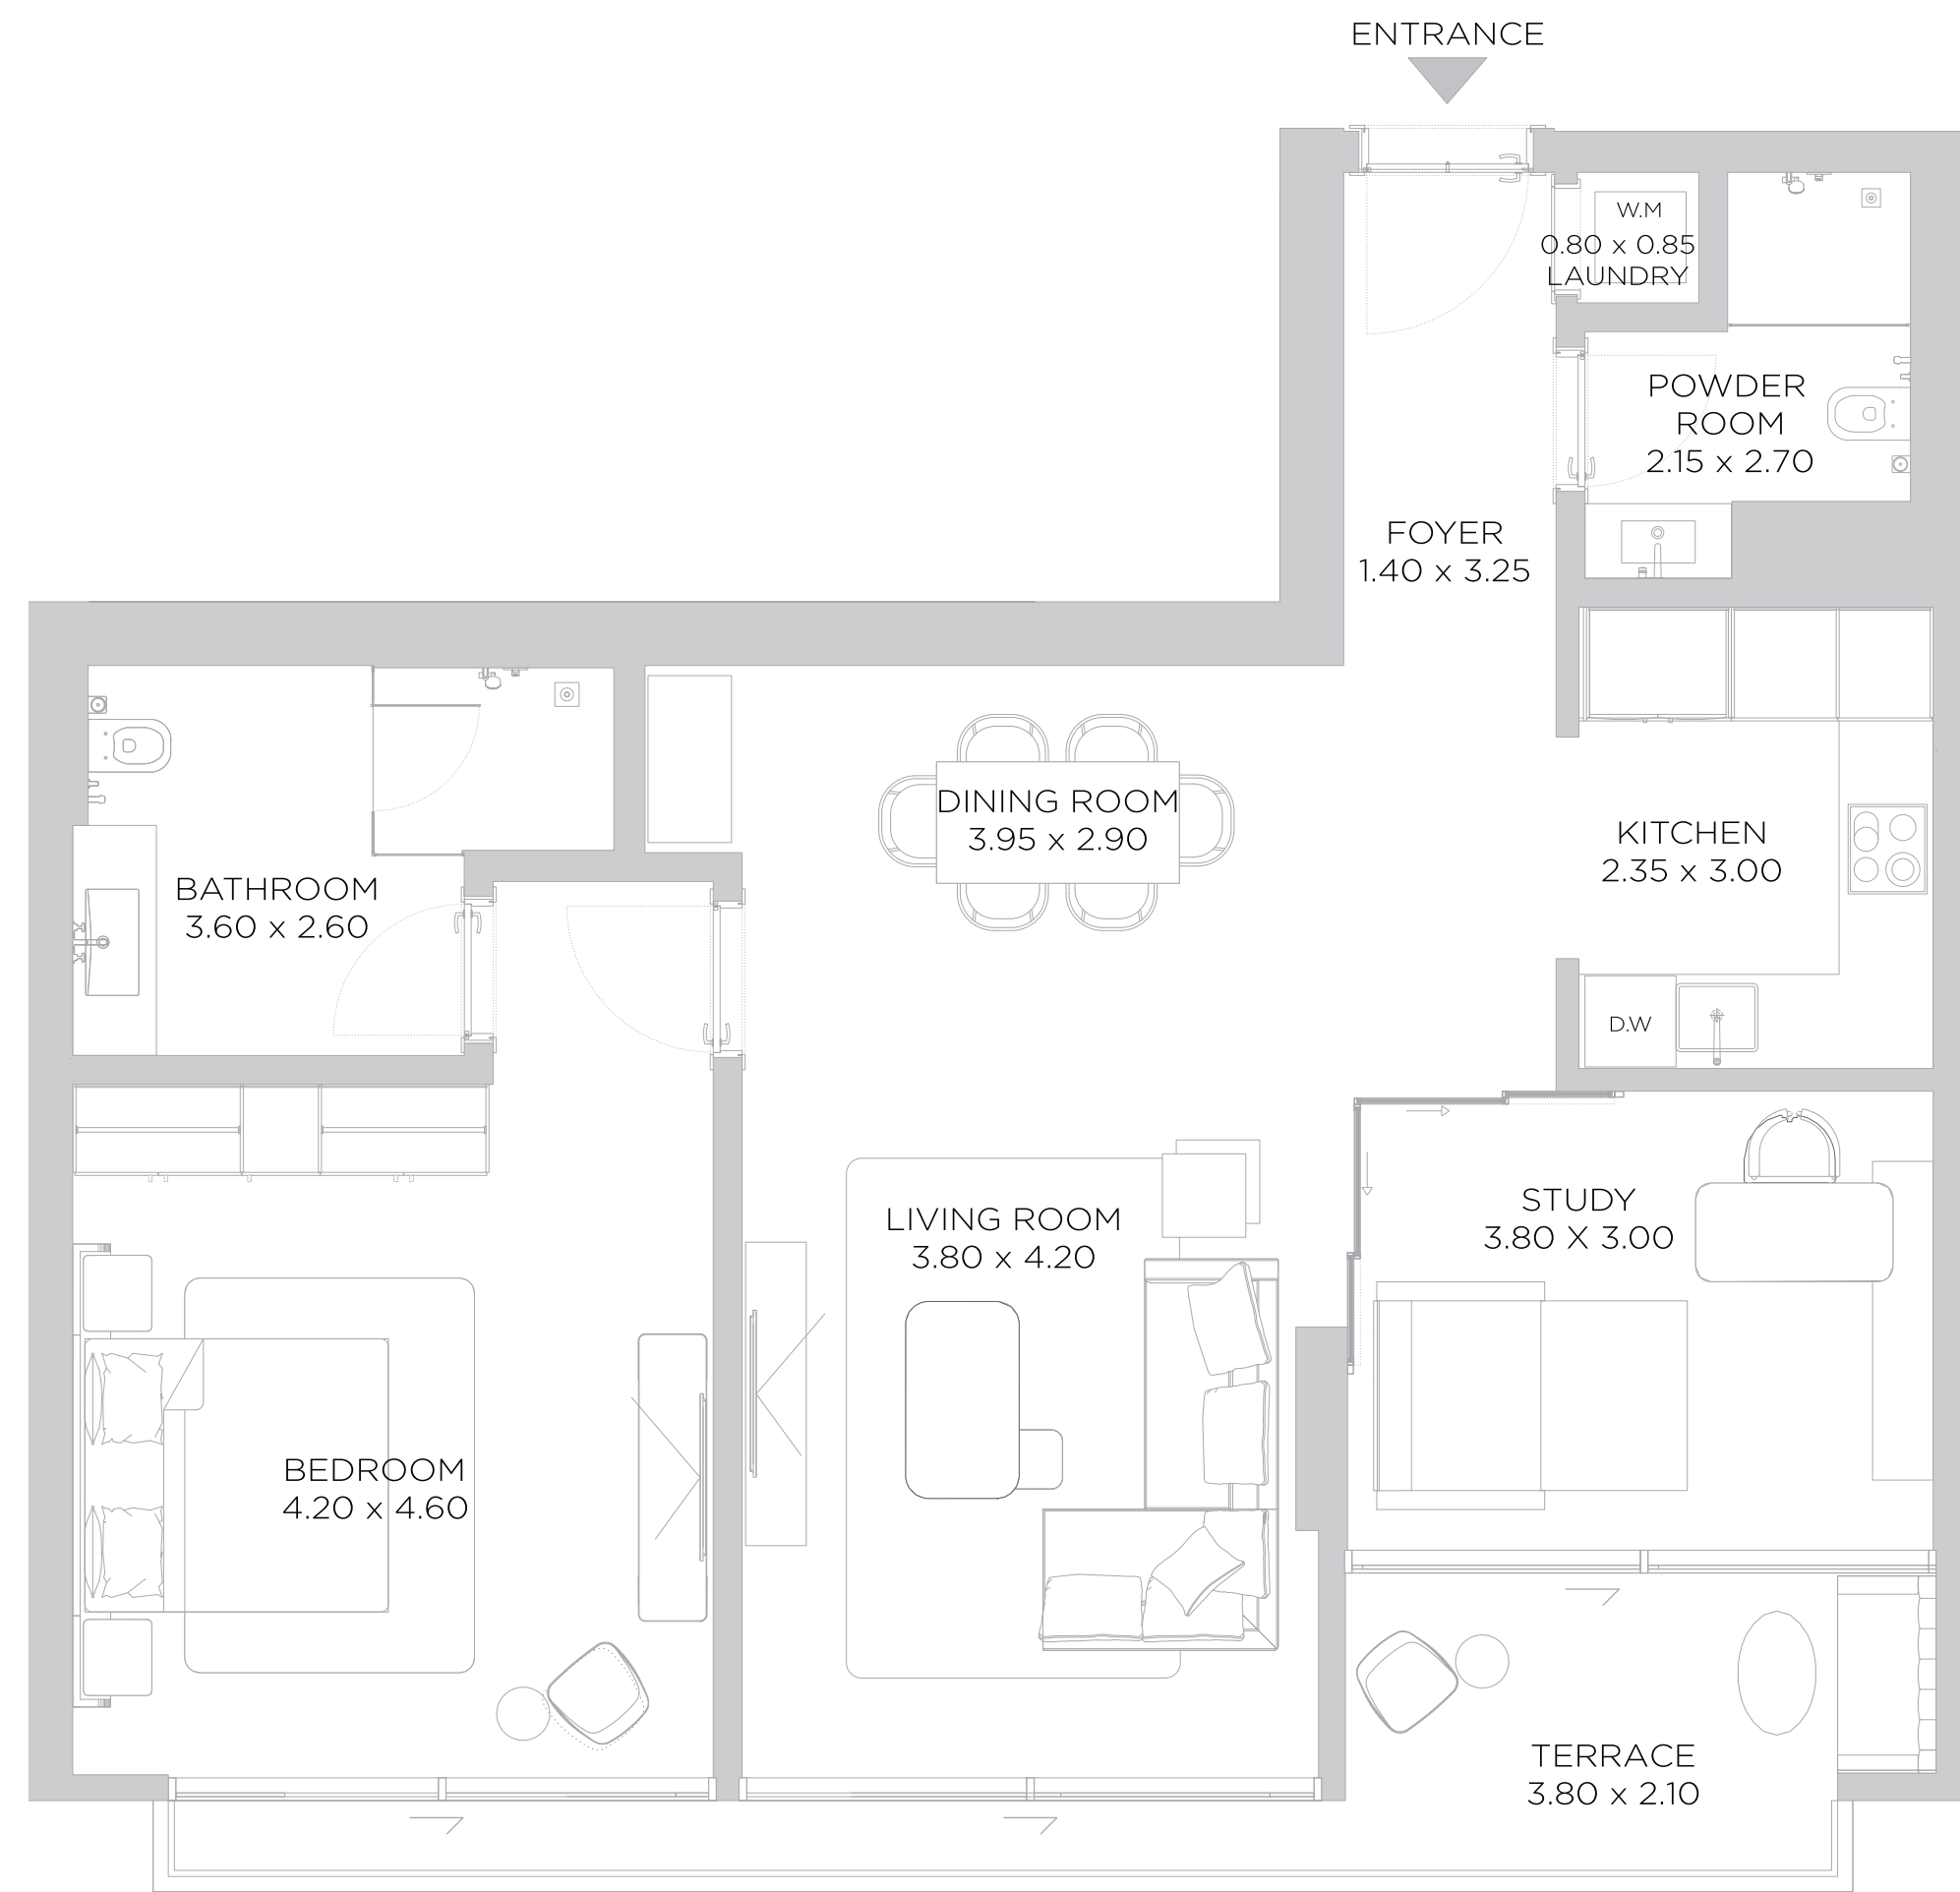 ENTRANCE
W.M
0.80 x 0.85
LAUNDRY
POWDER
ROOM
2.15 x 2.70
FOYER
1.40 x 3.25
DINING ROOM
3.95 x 2.90
KITCHEN
2.35 x 3.00
BATHROOM
3.60 x 2.60
D.W
LIVING ROOM
3.80 x 4.20
STUDY
3.80 X 3.00
BEDROOM
4.20 x 4.60
TERRACE
3.80 x 2.10